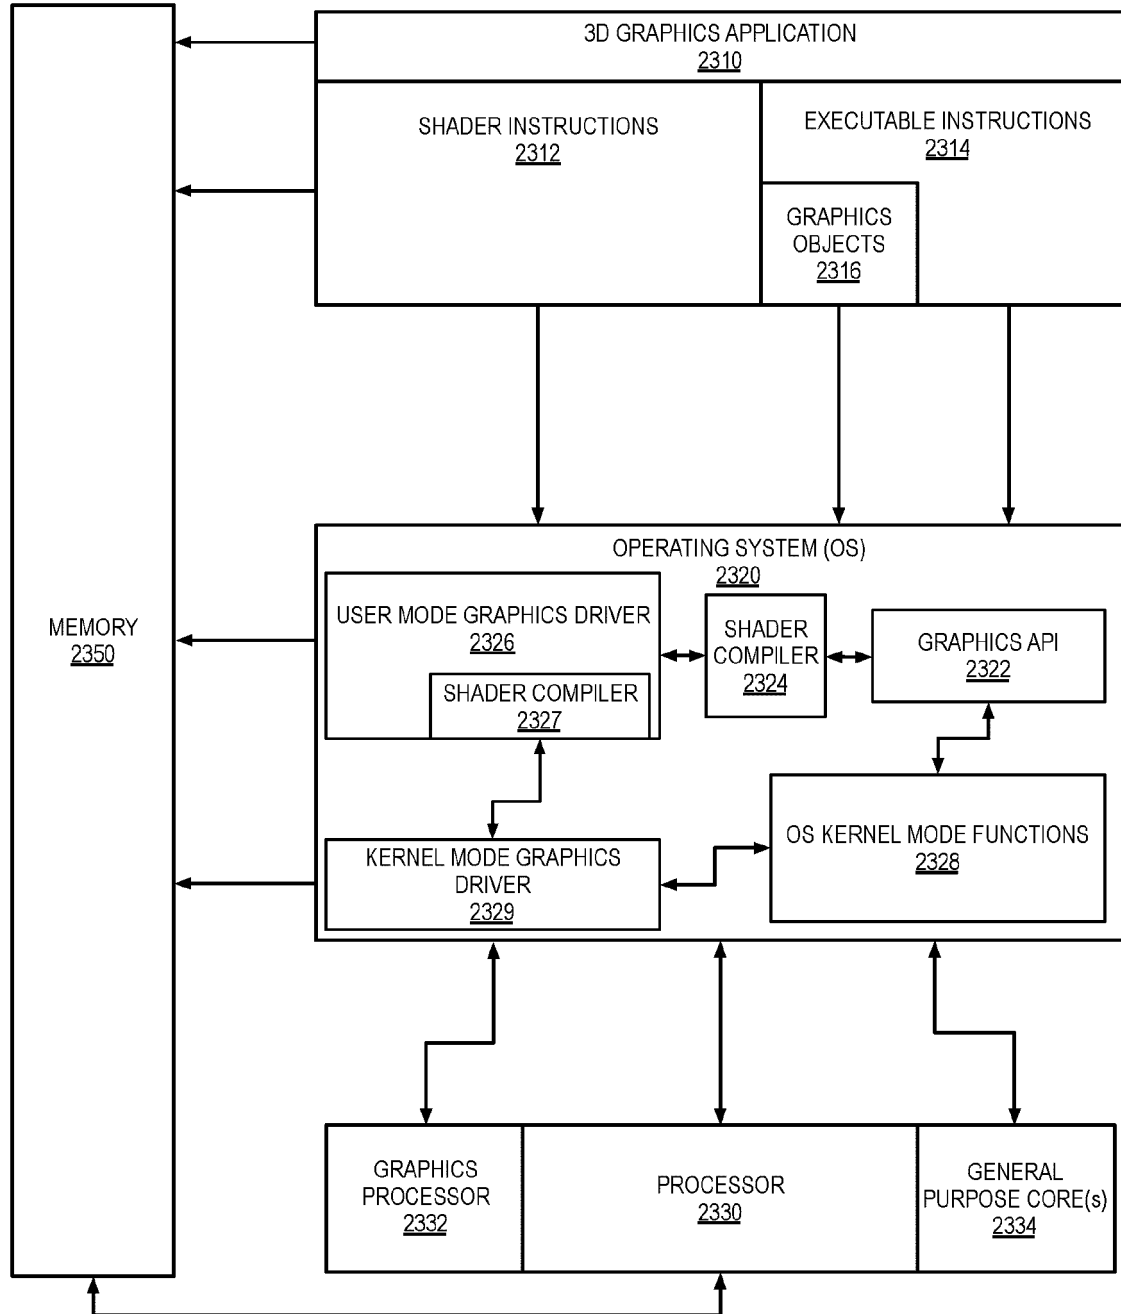 3D GRAPHICS APPLICATION
2310
SHADER INSTRUCTIONS
2312
EXECUTABLE INSTRUCTIONS
2314
GRAPHICS
OBJECTS
2316
OPERATING SYSTEM (OS)
2320
USER MODE GRAPHICS DRIVER
2326
SHADER COMPILER
2327
SHADER
COMPILER
2324
GRAPHICS API
2322
MEMORY
2350
KERNEL MODE GRAPHICS
DRIVER
2329
OS KERNEL MODE FUNCTIONS
2328
GRAPHICS
PROCESSOR
2332
PROCESSOR
2330
GENERAL
PURPOSE CORE(s)
2334